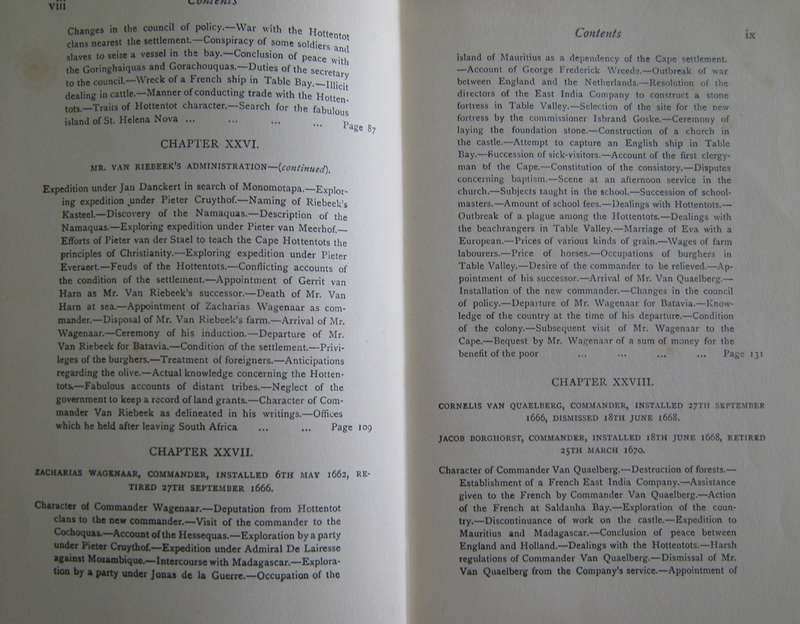 viii
Contents
Changes in the council of policy.—War with the Hottentot
clans nearest the settlement.—Conspiracy of some soldiers and
slaves to seize a vessel in the bay.—Conclusion of peace with
the Goringhaiquas and Gorachouquas.—Duties of the secretary
to the council.—Wreck of a French ship in Table Bay.—Illicit
dealing in cattle.—Manner of conducting trade with the Hotten-
tots.—Traits of Hottentot character.—Search for the fabulous
island of St. Helena Nova ... ... ... ... Page 87
CHAPTER XXVI.
MR. VAN RIEBEEK'S ADMINISTRATION—(continued).
Expedition under Jan Danckert in search of Monomotapa.—Explor-
ing expedition under Pieter Cruythof.—Naming of Riebeek's
Kasteel.—Discovery of the Namaquas.—Description of the
Namaquas.—Exploring expedition under Pieter van Meerhof.—
Efforts of Pieter van der Stael to teach the Cape Hottentots the
principles of Christianity.—Exploring expedition under Pieter
Everaert.—Feuds of the Hottentots.—Conflicting accounts of
the condition of the settlement.—Appointment of Gerrit van
Harn as Mr. Van Riebeek's successor.—Death of Mr. Van
Harn at sea.—Appointment of Zacharias Wagenaar as com-
mander.—Disposal of Mr. Van Riebeek's farm.—Arrival of Mr.
Wagenaar.—Ceremony of his induction.—Departure of Mr.
Van Riebeek for Batavia.—Condition of the settlement.—Privi-
leges of the burghers.—Treatment of foreigners.—Anticipations
regarding the olive.—Actual knowledge concerning the Hotten-
tots.—Fabulous accounts of distant tribes.—Neglect of the
government to keep a record of land grants.—Character of Com-
mander Van Riebeek as delineated in his writings.—Offices
which he held after leaving South Africa ... ... Page 109
CHAPTER XXVII.
ZACHARIAS WAGENAAR, COMMANDER, INSTALLED 6TH MAY 1662, RE-
TIRED 27TH SEPTEMBER 1666.
Character of Commander Wagenaar.—Deputation from Hottentot
clans to the new commander.—Visit of the commander to the
Cochoquas.—Account of the Hessequas.—Exploration by a party
under Pieter Cruythof.—Expedition under Admiral De Lairesse
against Mozambique.—Intercourse with Madagascar.—Explora-
tion by a party under Jonas de la Guerre.—Occupation of the
Contents
ix
island of Mauritius as a dependency of the Cape settlement.
—Account of George Frederick Wreede.—Outbreak of war
between England and the Netherlands.—Resolution of the
directors of the East India Company to construct a stone
fortress in Table Valley.—Selection of the site for the new
fortress by the commissioner Isbrand Goske.—Ceremony of
laying the foundation stone.—Construction of a church in
the castle.—Attempt to capture an English ship in Table
Bay.—Succession of sick-visitors.—Account of the first clergy-
man of the Cape.—Constitution of the consistory.—Disputes
concerning baptism.—Scene at an afternoon service in the
church.—Subjects taught in the school.—Succession of school-
masters.—Amount of school fees.—Dealings with Hottentots.—
Outbreak of a plague among the Hottentots.—Dealings with
the beachrangers in Table Valley.—Marriage of Eva with a
European.—Prices of various kinds of grain.—Wages of farm
labourers.—Price of horses.—Occupations of burghers in
Table Valley.—Desire of the commander to be relieved.—Ap-
pointment of his successor.—Arrival of Mr. Van Quaelberg.—
Installation of the new commander.—Changes in the council
of policy.—Departure of Mr. Wagenaar for Batavia.—Know-
ledge of the country at the time of his departure.—Condition
of the colony.—Subsequent visit of Mr. Wagenaar to the
Cape.—Bequest by Mr. Wagenaar of a sum of money for the
benefit of the poor ... ... ... ... Page 131
CHAPTER XXVIII.
CORNELIS VAN QUAELBERG, COMMANDER, INSTALLED 27TH SEPTEMBER
1666, DISMISSED 18TH JUNE 1668.
JACOB BORGHORST, COMMANDER, INSTALLED 18TH JUNE 1668, RETIRED
25TH MARCH 1670.
Character of Commander Van Quaelberg.—Destruction of forests.—
Establishment of a French East India Company.—Assistance
given to the French by Commander Van Quaelberg.—Action
of the French at Saldanha Bay.—Exploration of the coun-
try.—Discontinuance of work on the castle.—Expedition to
Mauritius and Madagascar.—Conclusion of peace between
England and Holland.—Dealings with the Hottentots.—Harsh
regulations of Commander Van Quaelberg.—Dismissal of Mr.
Van Quaelberg from the Company's service.—Appointment of